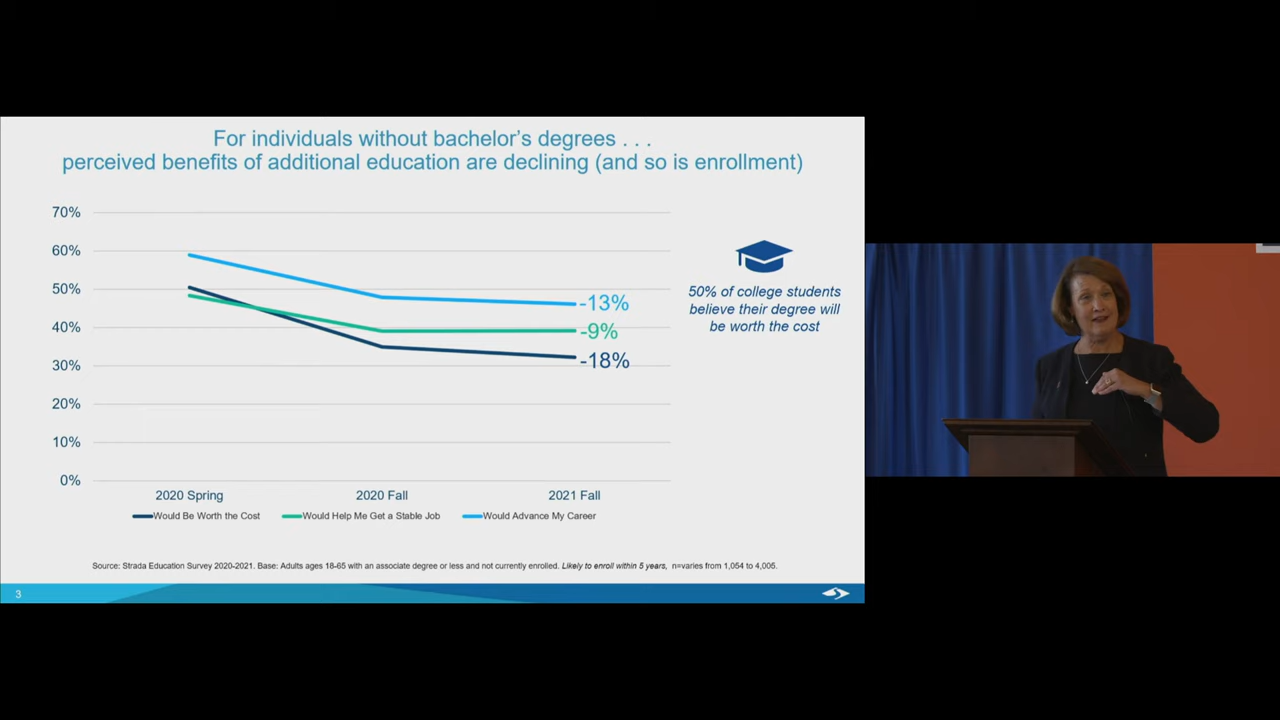 For individuals without bachelor’s degrees . . .
perceived benefits of additional education are declining (and so is enrollment)
70%
60%
50%
40%
30%
20%
10%
0%
-13%
-9%
-18%
2020 Spring
2020 Fall
2021 Fall
Would Be Worth the Cost
Would Help Me Get a Stable Job
Would Advance My Career
50% of college students
believe their degree will
be worth the cost
Source: Strada Education Survey 2020-2021. Base: Adults ages 18-65 with an associate degree or less and not currently enrolled. Likely to enroll within 5 years, n=varies from 1,054 to 4,005.
3